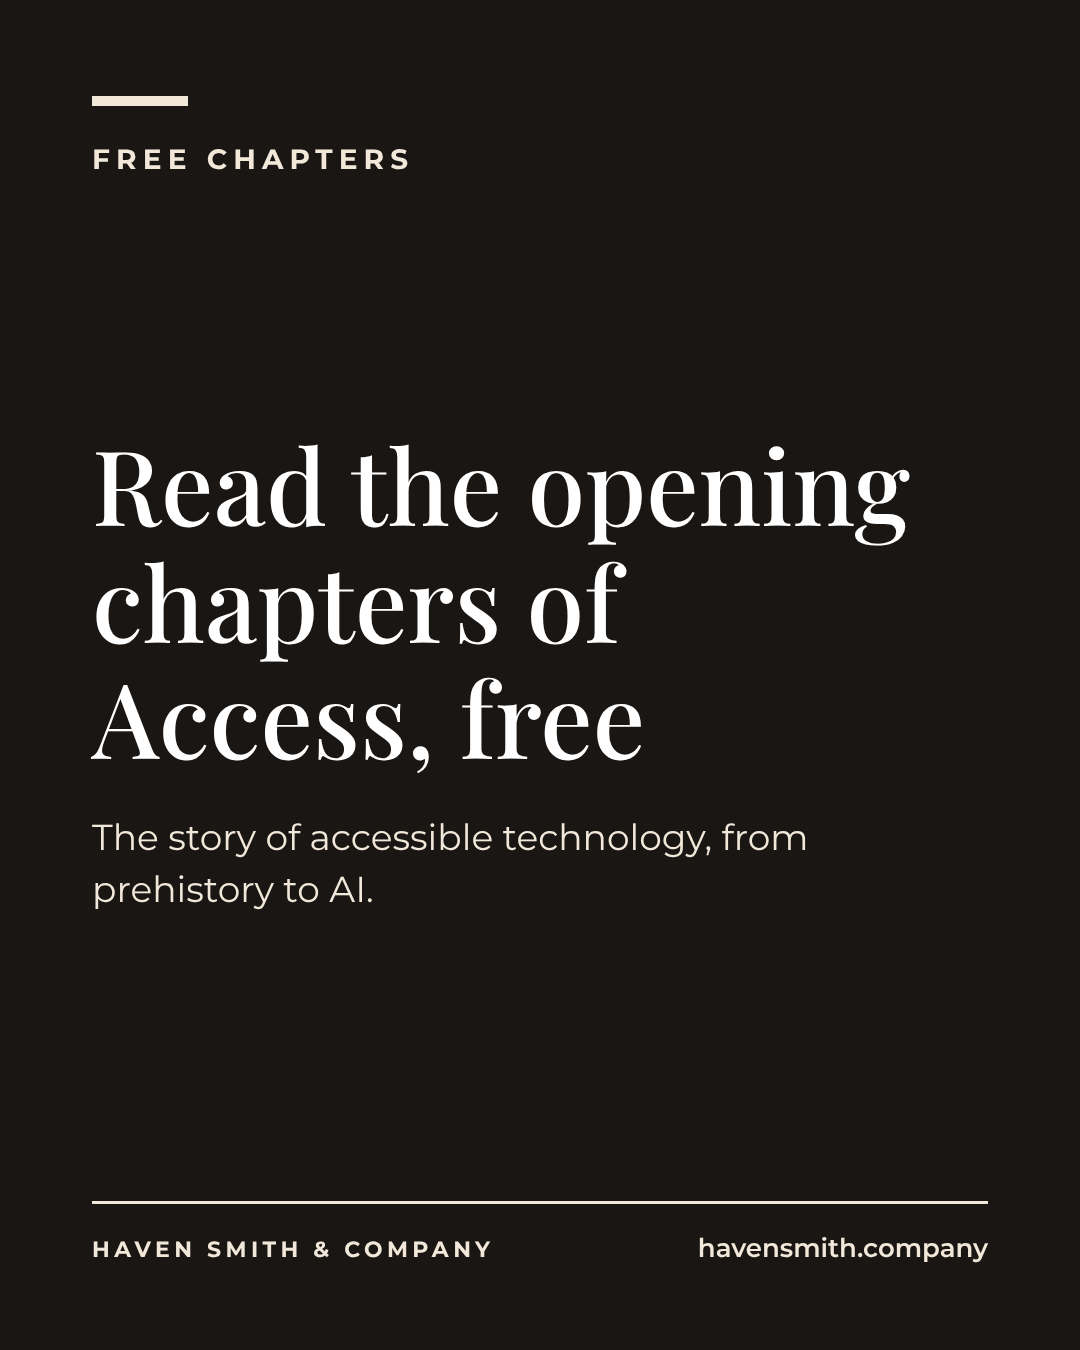 FREE CHAPTERS
Read the opening
chapters of
Access, free
The story of accessible technology, from
prehistory to AI.
HAVEN SMITH & COMPANY
havensmith.company